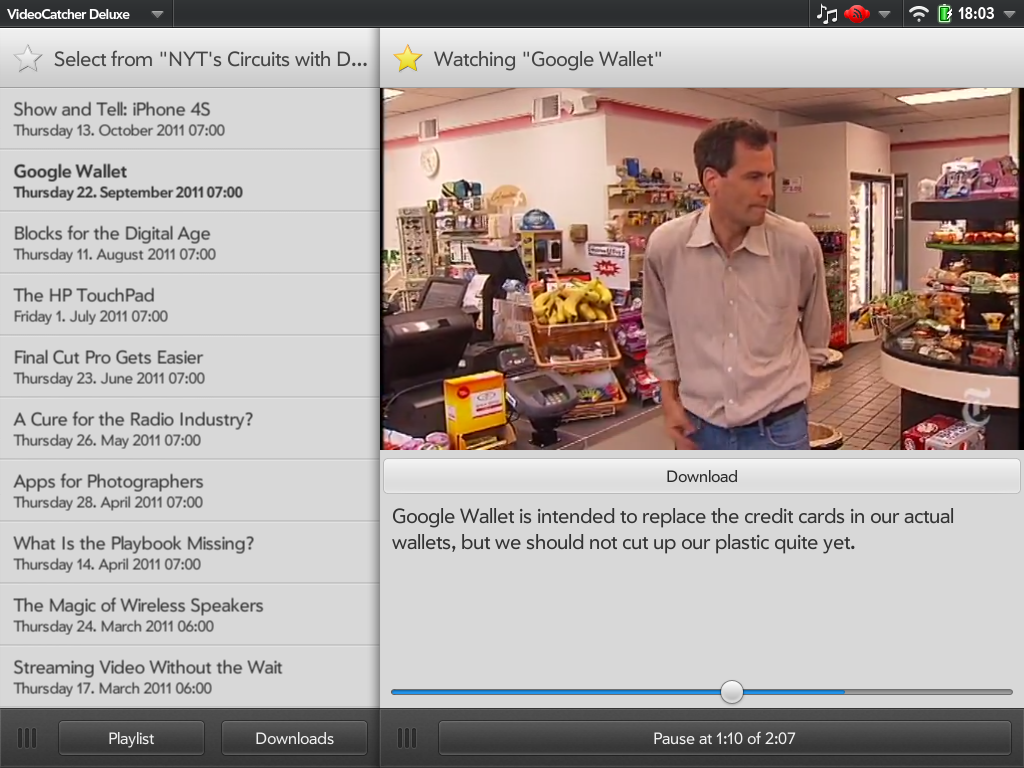 VideoCatcher Deluxe
18:03
Select from "NYT's Circuits with D...
Show and Tell: iPhone 4S
Thursday 13. October 2011 07:00
Google Wallet
Thursday 22. September 2011 07:00
Blocks for the Digital Age
Thursday 11. August 2011 07:00
The HP TouchPad
Friday 1. July 2011 07:00
Final Cut Pro Gets Easier
Thursday 23. June 2011 07:00
A Cure for the Radio Industry?
Thursday 26. May 2011 07:00
Apps for Photographers
Thursday 28. April 2011 07:00
What Is the Playbook Missing?
Thursday 14. April 2011 07:00
The Magic of Wireless Speakers
Thursday 24. March 2011 06:00
Streaming Video Without the Wait
Thursday 17. March 2011 06:00
Playlist
Downloads
Watching "Google Wallet"
T
Download
Google Wallet is intended to replace the credit cards in our actual
wallets, but we should not cut up our plastic quite yet.
Pause at 1:10 of 2:07